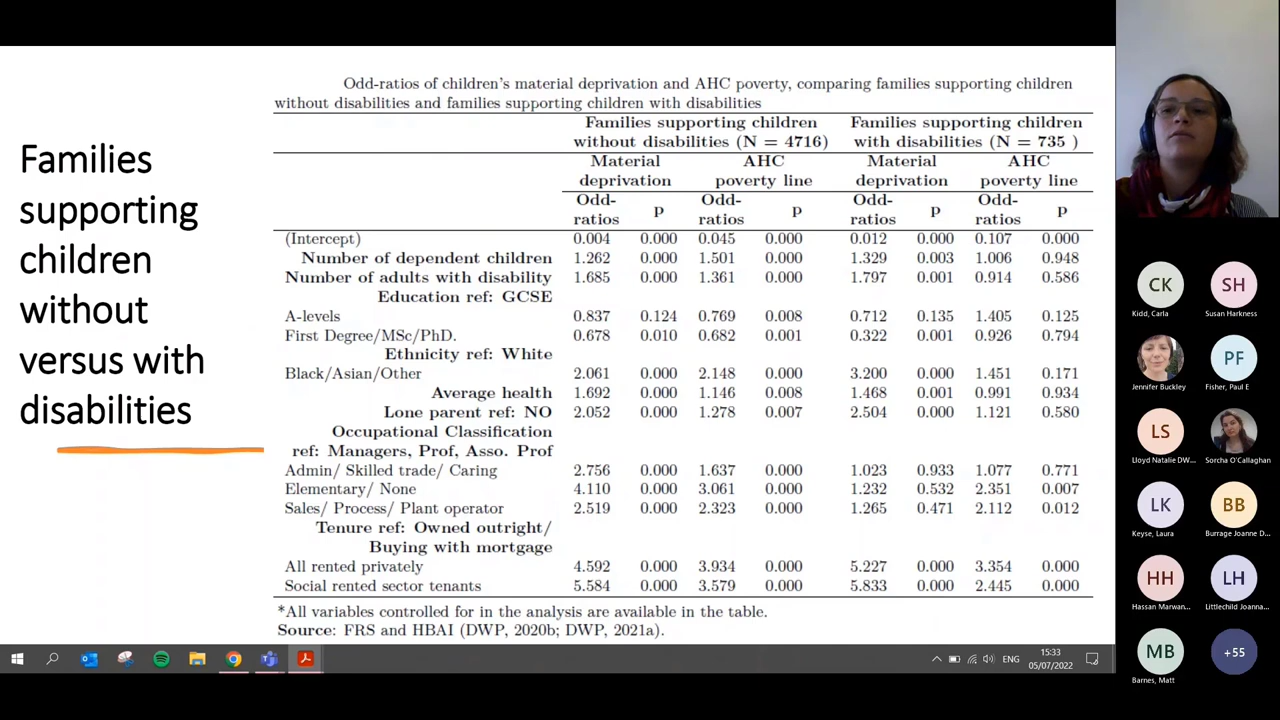 Families
supporting
children
without
versus with
disabilities
Odd-ratios of children's material deprivation and AHC poverty, comparing families supporting children
without disabilities and families supporting children with disabilities
Families supporting children without disabilities (N = 4716) Families supporting children with disabilities (N = 735 )
Material deprivation AHC poverty line Material deprivation AHC poverty line
Odd-ratios p Odd-ratios p Odd-ratios p Odd-ratios p
(Intercept) 0.004 0.000 0.045 0.000 0.012 0.000 0.107 0.000
Number of dependent children 1.262 0.000 1.501 0.000 1.329 0.003 1.006 0.948
Number of adults with disability 1.685 0.000 1.361 0.000 1.797 0.001 0.914 0.586
Education ref: GCSE
A-levels 0.837 0.124 0.769 0.008 0.712 0.135 1.405 0.125
First Degree/MSc/PhD. 0.678 0.010 0.682 0.001 0.322 0.001 0.926 0.794
Ethnicity ref: White
Black/Asian/Other 2.061 0.000 2.148 0.000 3.200 0.000 1.451 0.171
Average health 1.692 0.000 1.146 0.008 1.468 0.001 0.991 0.934
Lone parent ref: NO 2.052 0.000 1.278 0.007 2.504 0.000 1.121 0.580
Occupational Classification
ref: Managers, Prof, Asso. Prof
Admin/ Skilled trade/ Caring 2.756 0.000 1.637 0.000 1.023 0.933 1.077 0.771
Elementary/ None 4.110 0.000 3.061 0.000 1.232 0.532 2.351 0.007
Sales/ Process/ Plant operator 2.519 0.000 2.323 0.000 1.265 0.471 2.112 0.012
Tenure ref: Owned outright/
Buying with mortgage
All rented privately 4.592 0.000 3.934 0.000 5.227 0.000 3.354 0.000
Social rented sector tenants 5.584 0.000 3.579 0.000 5.833 0.000 2.445 0.000
*All variables controlled for in the analysis are available in the table.
Source: FRS and HBAI (DWP, 2020b; DWP, 2021a).
ENG
15:33
05/07/2022
CK SH
Kidd, Carla Susan Harkness
PF
Jennifer Buckley Fisher, Paul E
LS
Lloyd Natalie DW... Sorcha O'Callaghan
LK BB
Keyse, Laura Burrage Joanne D...
HH LH
Hassan Marwan... Littlechild Joanna...
MB +55
Barnes, Matt